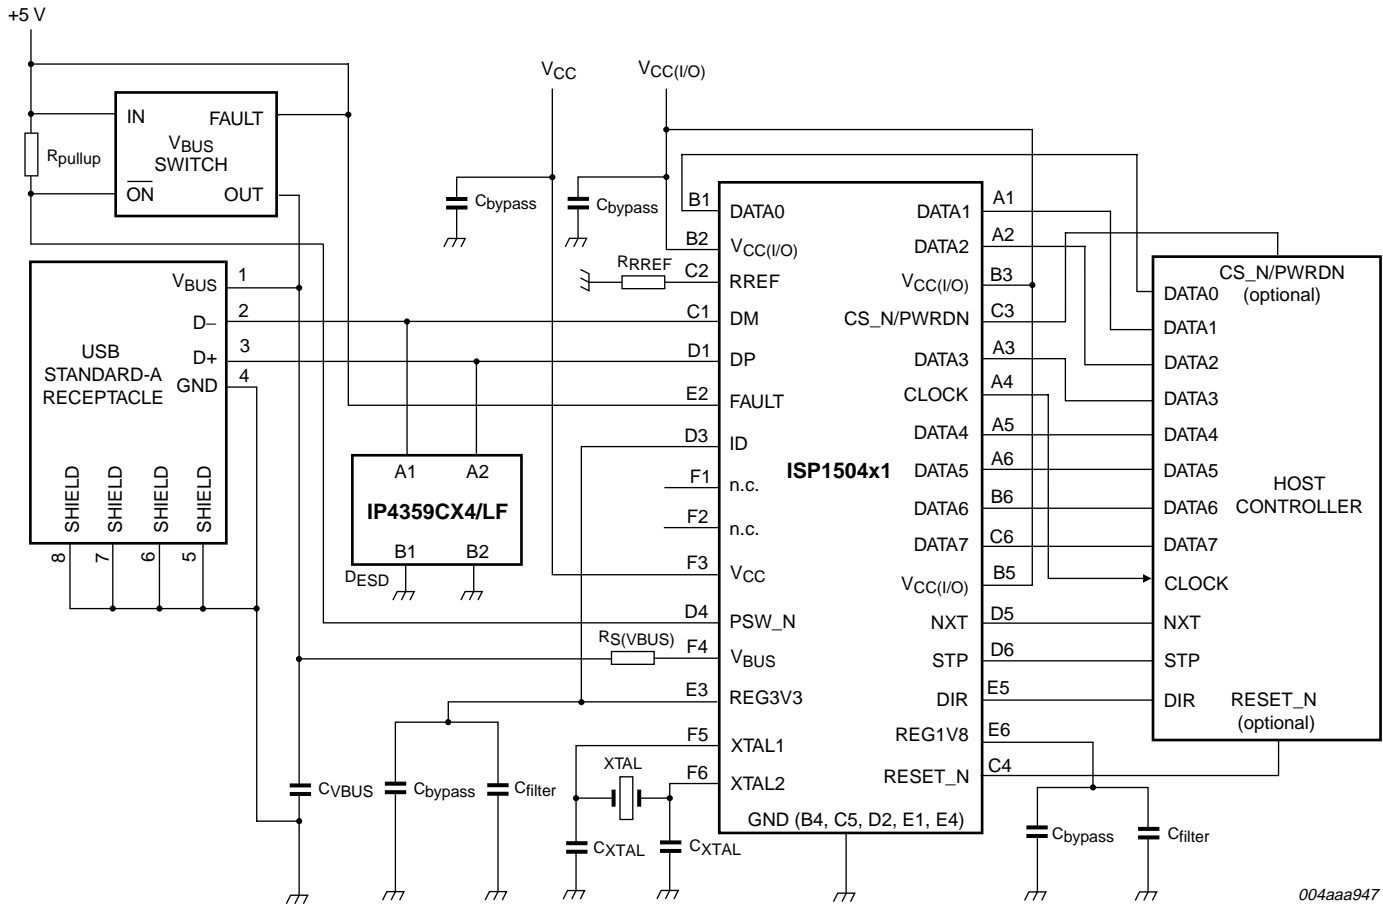 +5 V
VCC
VCC(I/O)
IN
FAULT
VBUS
SWITCH
ON
OUT
Rpullup
Cbypass
Cbypass
RRREF
USB
STANDARD-A
RECEPTACLE
VBUS
1
D–
2
D+
3
GND
4
SHIELD
SHIELD
SHIELD
SHIELD
8
7
6
5
A1
A2
IP4359CX4/LF
B1
B2
DESD
RS(VBUS)
CVBUS
Cbypass
Cfilter
XTAL
CXTAL
CXTAL
B1
DATA0
B2
VCC(I/O)
C2
RREF
C1
DM
D1
DP
E2
FAULT
D3
ID
F1
n.c.
F2
n.c.
F3
VCC
D4
PSW_N
F4
VBUS
E3
REG3V3
F5
XTAL1
F6
XTAL2
ISP1504x1
GND (B4, C5, D2, E1, E4)
DATA1
A1
DATA2
A2
VCC(I/O)
B3
CS_N/PWRDN
C3
DATA3
A3
CLOCK
A4
DATA4
A5
DATA5
A6
DATA6
B6
DATA7
C6
VCC(I/O)
B5
NXT
D5
STP
D6
DIR
E5
REG1V8
E6
RESET_N
C4
CS_N/PWRDN
(optional)
DATA0
DATA1
DATA2
DATA3
DATA4
DATA5
DATA6
DATA7
CLOCK
NXT
STP
DIR
HOST
CONTROLLER
RESET_N
(optional)
Cbypass
Cfilter
004aaa947